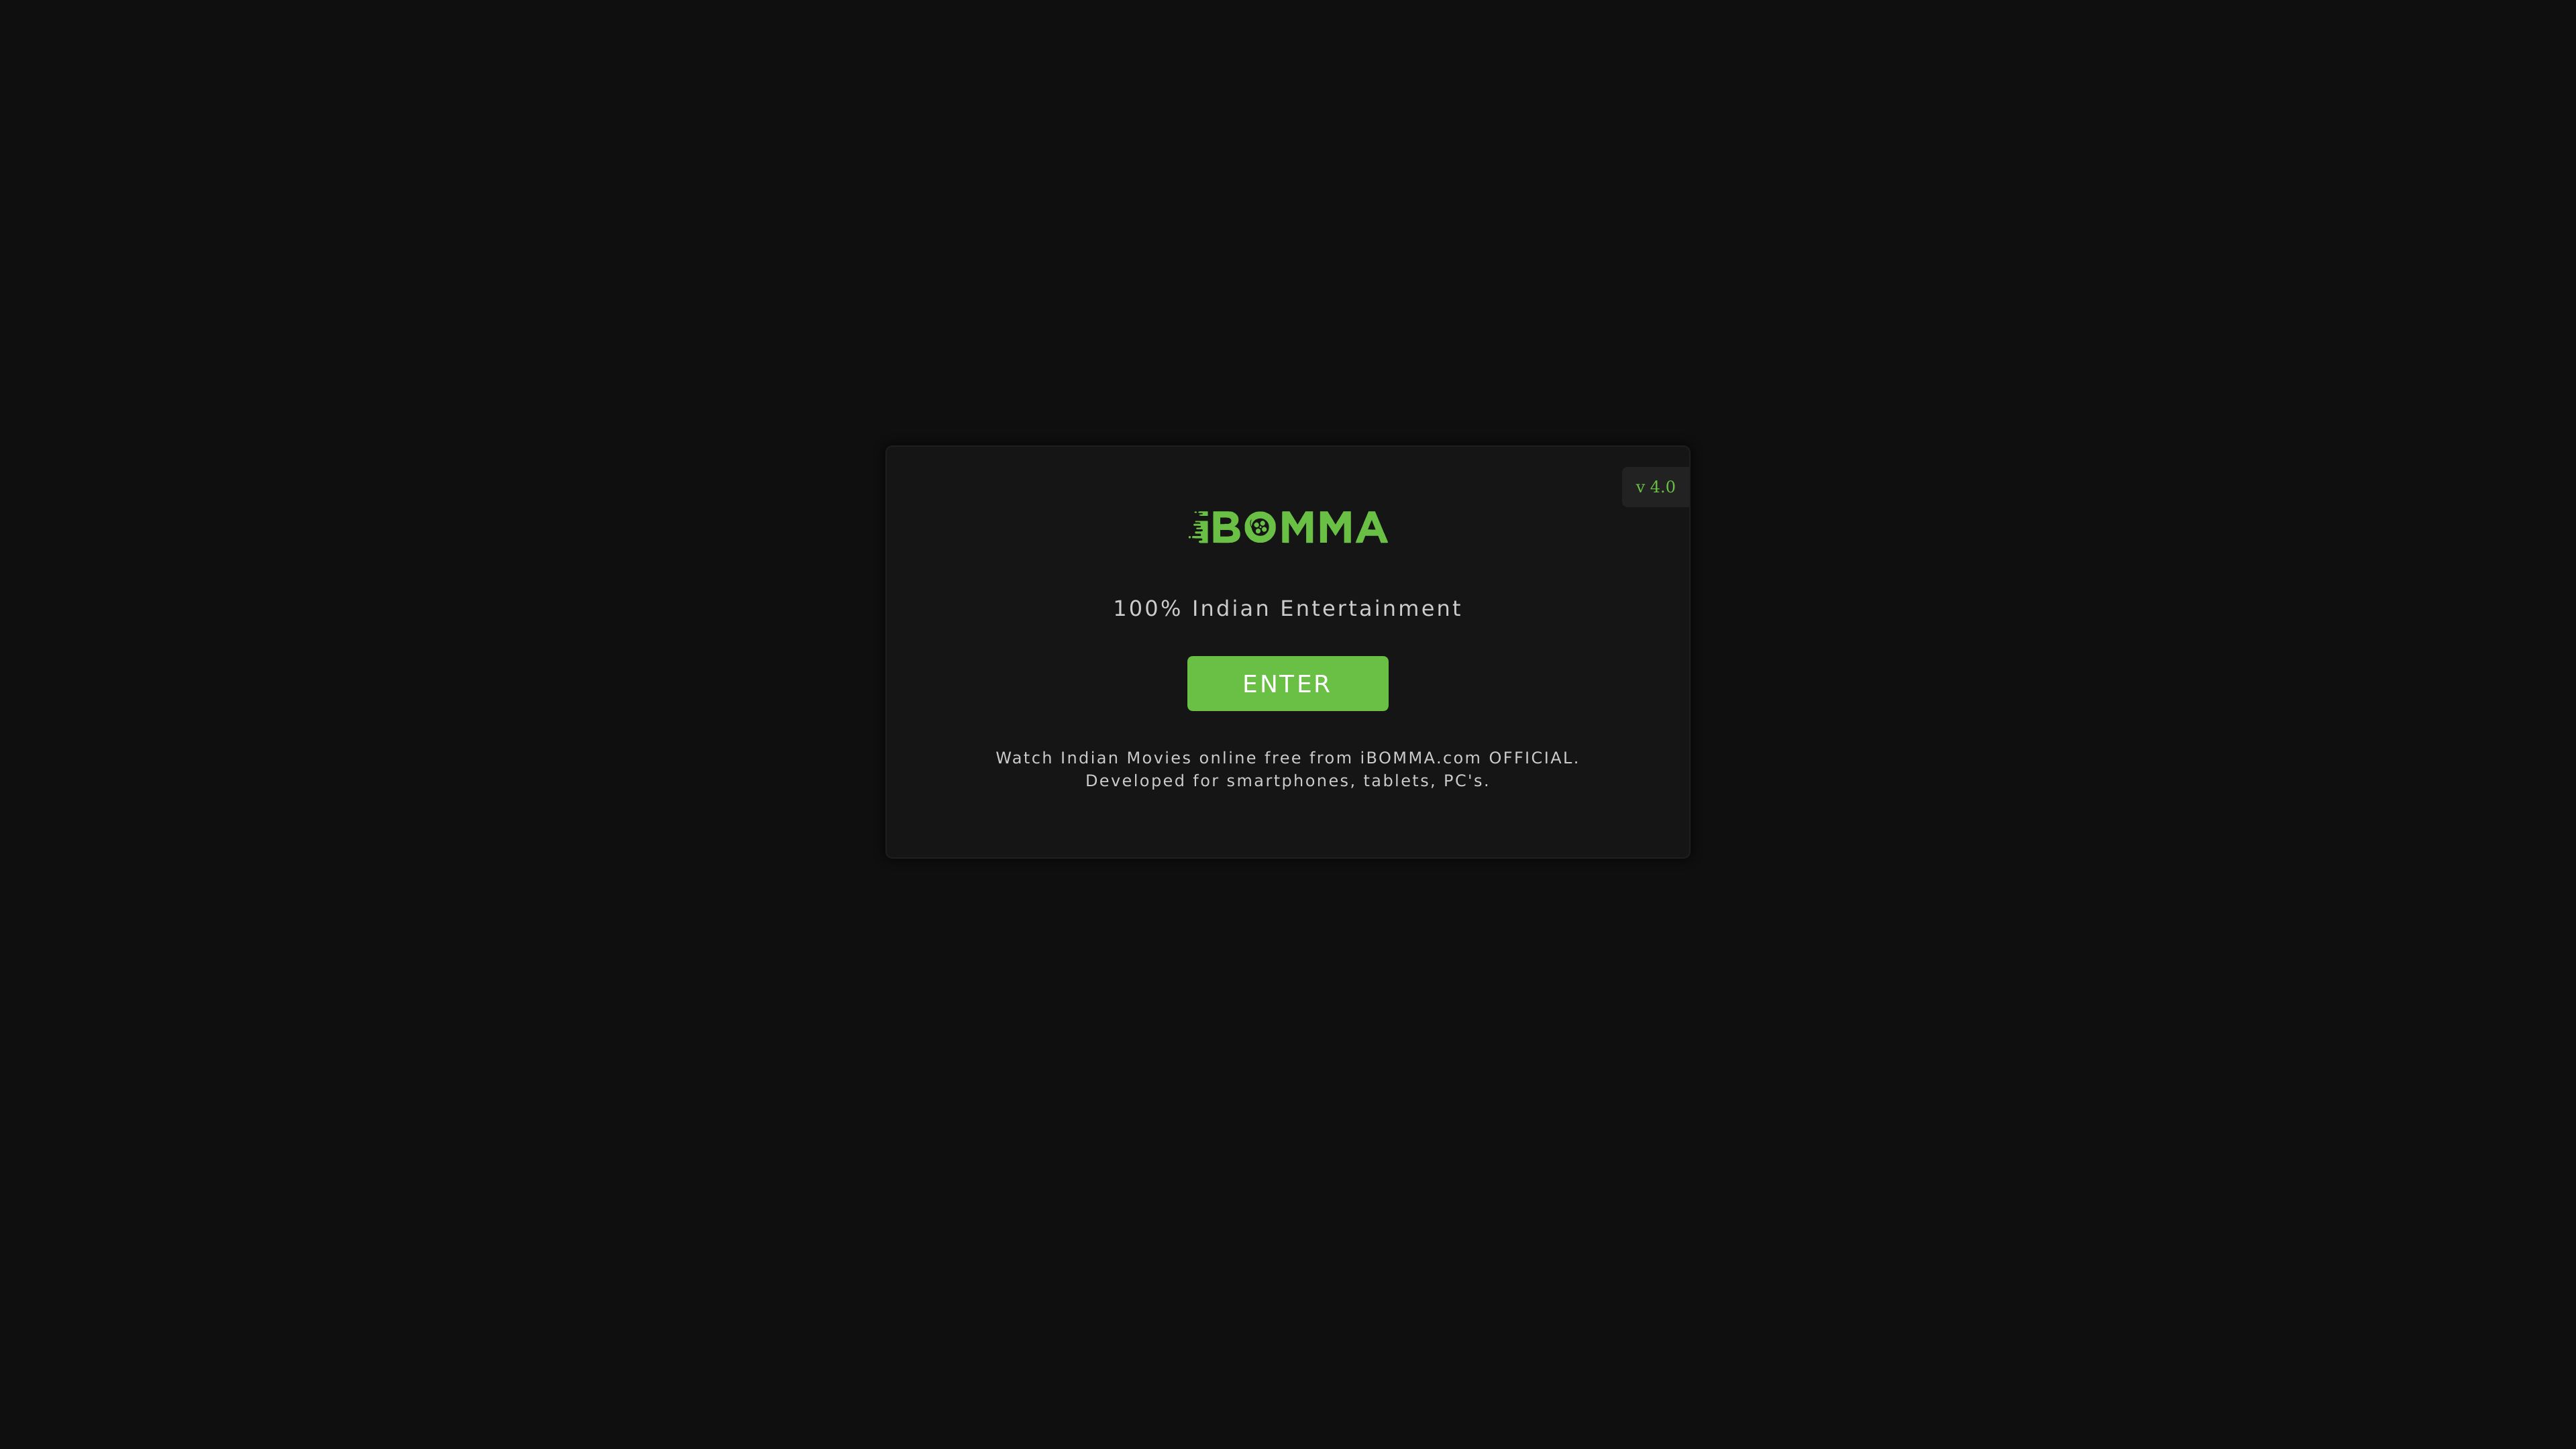 v 4.0
iBOMMA
100% Indian Entertainment
ENTER
Watch Indian Movies online free from iBOMMA.com OFFICIAL.
Developed for smartphones, tablets, PC's.